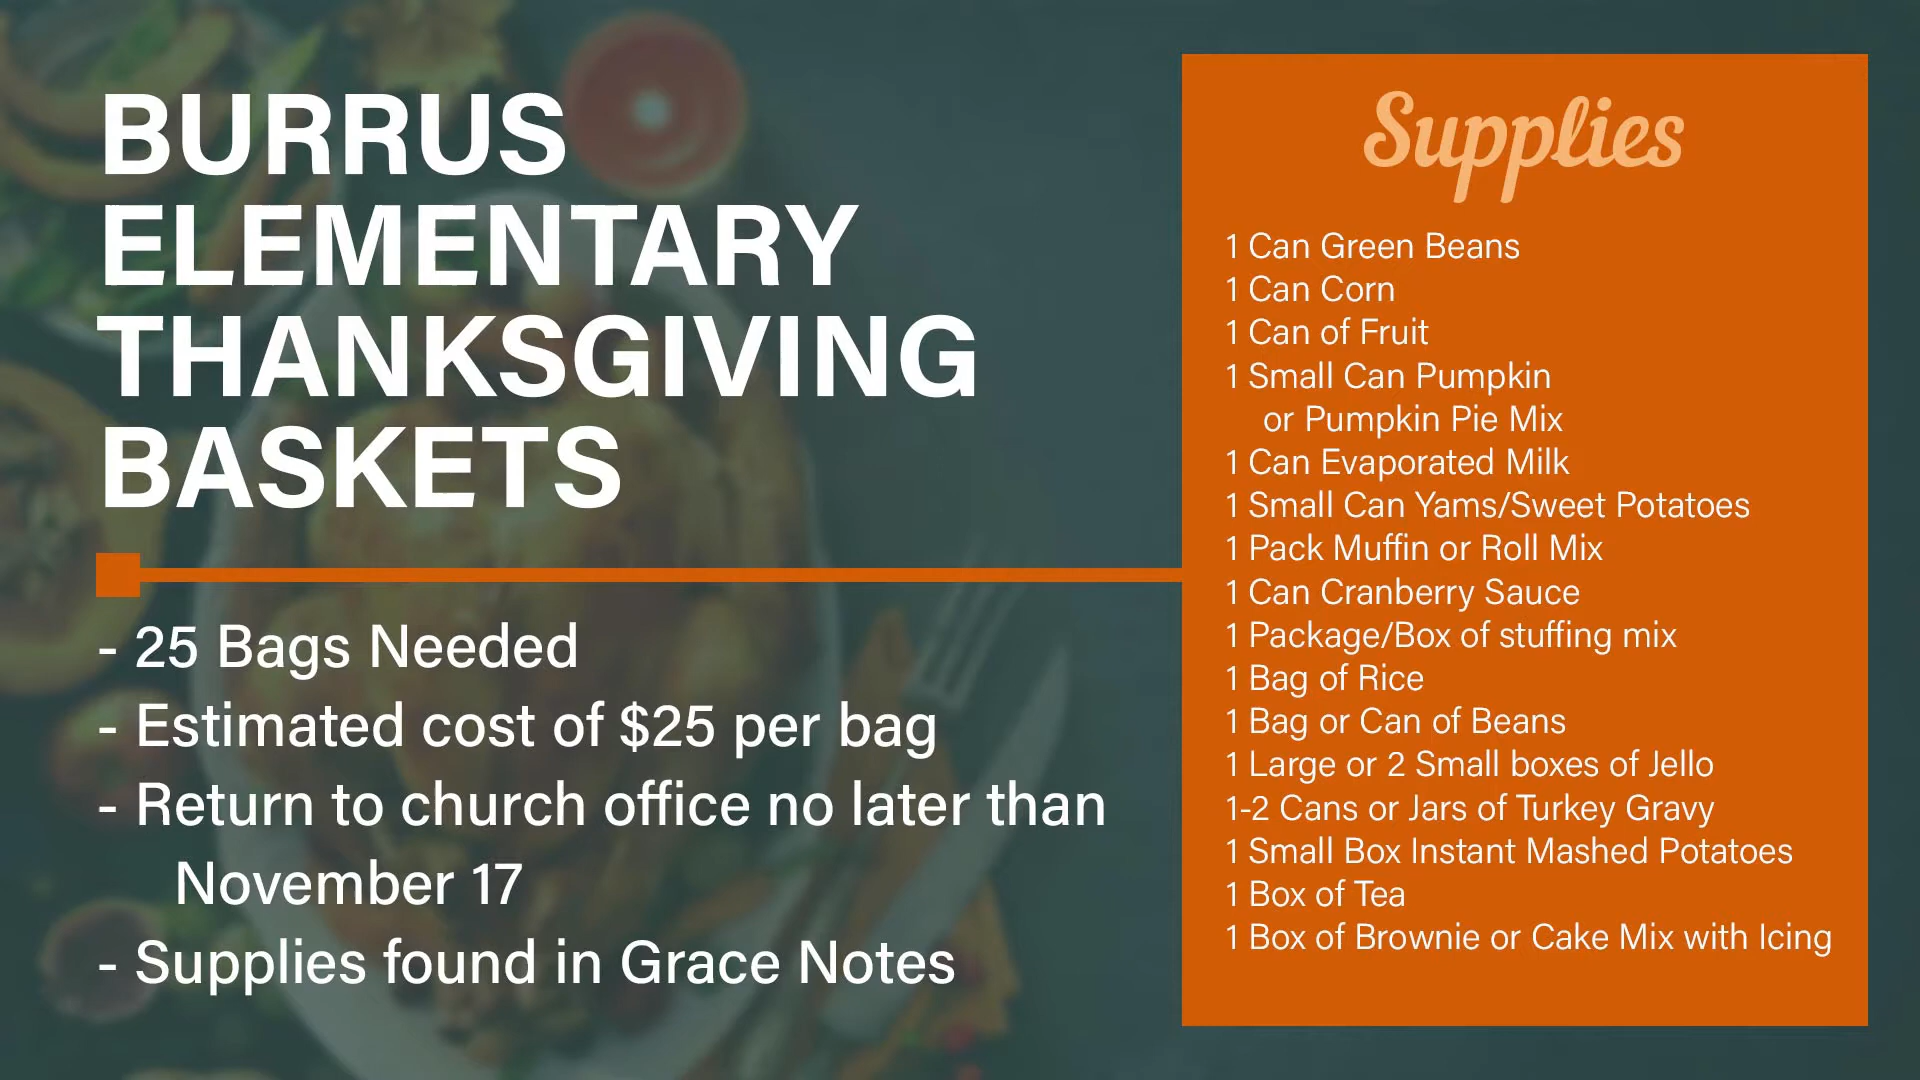 BURRUS
ELEMENTARY
THANKSGIVING
BASKETS
- 25 Bags Needed
- Estimated cost of $25 per bag
- Return to church office no later than
November 17
- Supplies found in Grace Notes
Supplies
1 Can Green Beans
1 Can Corn
1 Can of Fruit
1 Small Can Pumpkin
or Pumpkin Pie Mix
1 Can Evaporated Milk
1 Small Can Yams/Sweet Potatoes
1 Pack Muffin or Roll Mix
1 Can Cranberry Sauce
1 Package/Box of stuffing mix
1 Bag of Rice
1 Bag or Can of Beans
1 Large or 2 Small boxes of Jello
1-2 Cans or Jars of Turkey Gravy
1 Small Box Instant Mashed Potatoes
1 Box of Tea
1 Box of Brownie or Cake Mix with Icing